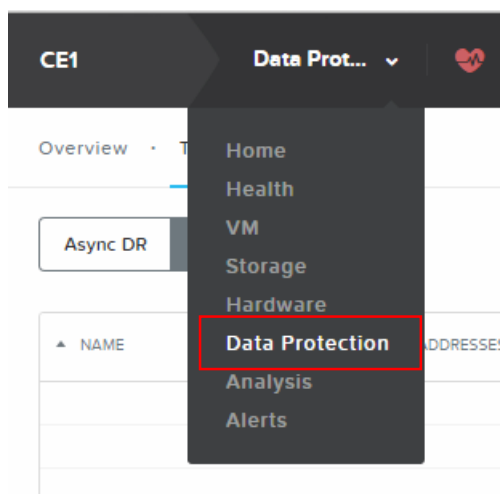 CE1
Data Prot...
Overview · T
Home
Health
VM
Async DR
Storage
Hardware
NAME
Data Protection
ADDRESSES
Analysis
Alerts